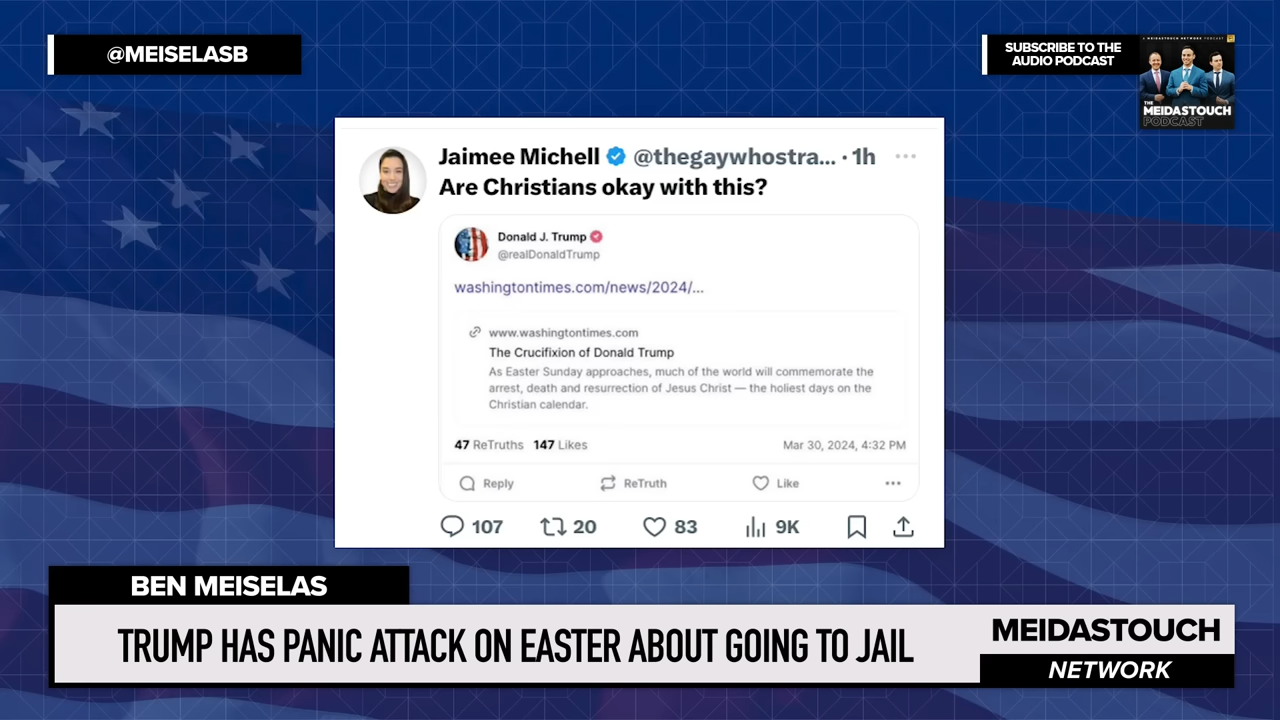 @MEISELASB
SUBSCRIBE TO THE
AUDIO PODCAST
THE
MEIDASTOUCH
PODCAST
Jaimee Michell @thegaywhostra... · 1h
Are Christians okay with this?
Donald J. Trump
@realDonaldTrump
washingtontimes.com/news/2024/...
www.washingtontimes.com
The Crucifixion of Donald Trump
As Easter Sunday approaches, much of the world will commemorate the
arrest, death and resurrection of Jesus Christ — the holiest days on the
Christian calendar.
47 ReTruths 147 Likes
Mar 30, 2024, 4:32 PM
Reply ReTruth Like
107 20 83 9K
BEN MEISELAS
TRUMP HAS PANIC ATTACK ON EASTER ABOUT GOING TO JAIL
MEIDASTOUCH
NETWORK